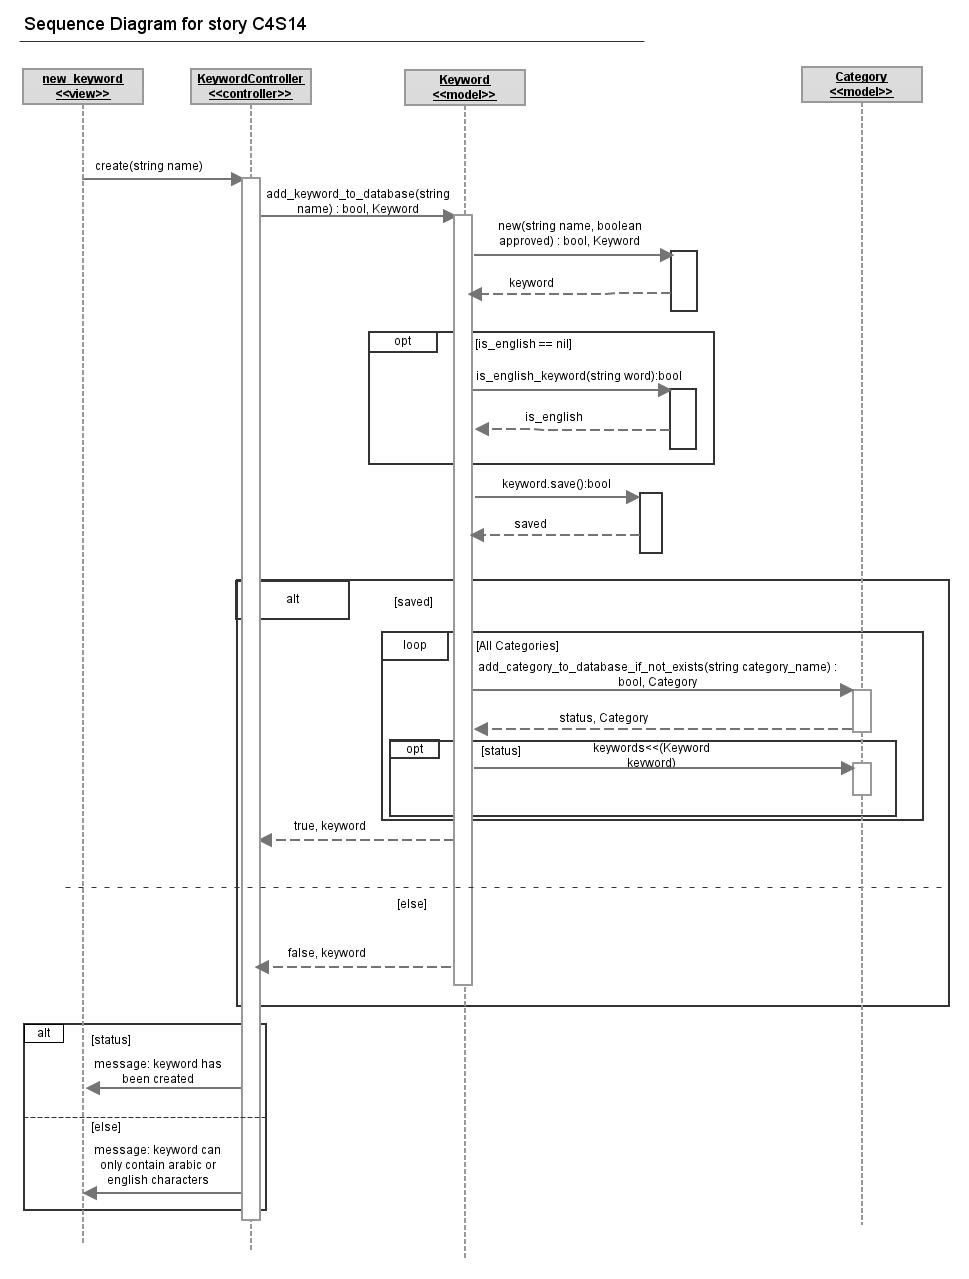 Sequence Diagram for story C4S14
new_keyword
<<view>>
KeywordController
<<controller>>
Keyword
<<model>>
Category
<<model>>
create(string name)
add_keyword_to_database(string
name) : bool, Keyword
new(string name, boolean
approved) : bool, Keyword
keyword
opt
[is_english == nil]
is_english_keyword(string word):bool
is_english
keyword.save():bool
saved
alt
[saved]
loop
[All Categories]
add_category_to_database_if_not_exists(string category_name) :
bool, Category
status, Category
opt
[status]
keywords<<(Keyword
keyword)
true, keyword
[else]
false, keyword
alt
[status]
message: keyword has
been created
[else]
message: keyword can
only contain arabic or
english characters